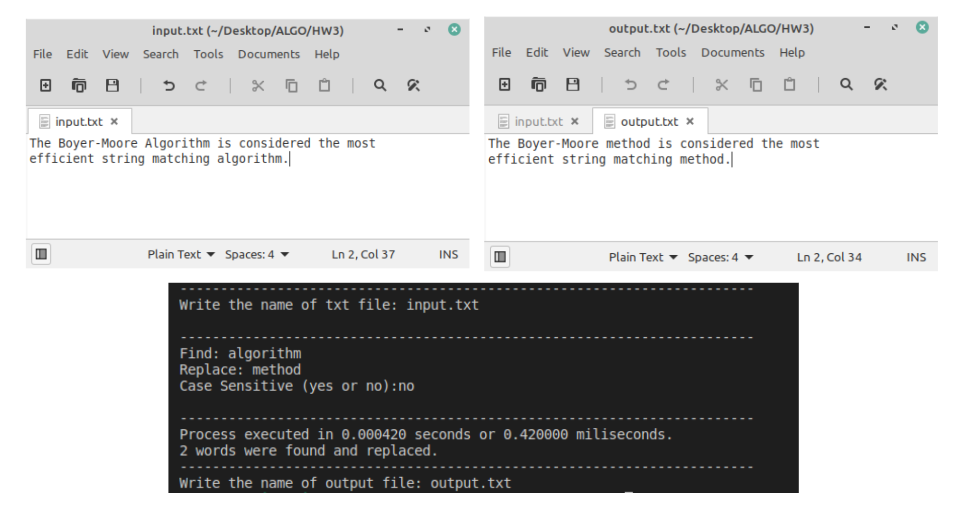 input.txt (~/Desktop/ALGO/HW3)
File Edit View Search Tools Documents Help
input.txt ×
The Boyer-Moore Algorithm is considered the most
efficient string matching algorithm.
Plain Text Spaces: 4 Ln 2, Col 37 INS
output.txt (~/Desktop/ALGO/HW3)
File Edit View Search Tools Documents Help
input.txt × output.txt ×
The Boyer-Moore method is considered the most
efficient string matching method.
Plain Text Spaces: 4 Ln 2, Col 34 INS
-----------------------------------------------------------------------
Write the name of txt file: input.txt
-----------------------------------------------------------------------
Find: algorithm
Replace: method
Case Sensitive (yes or no):no
-----------------------------------------------------------------------
Process executed in 0.000420 seconds or 0.420000 miliseconds.
2 words were found and replaced.
-----------------------------------------------------------------------
Write the name of output file: output.txt